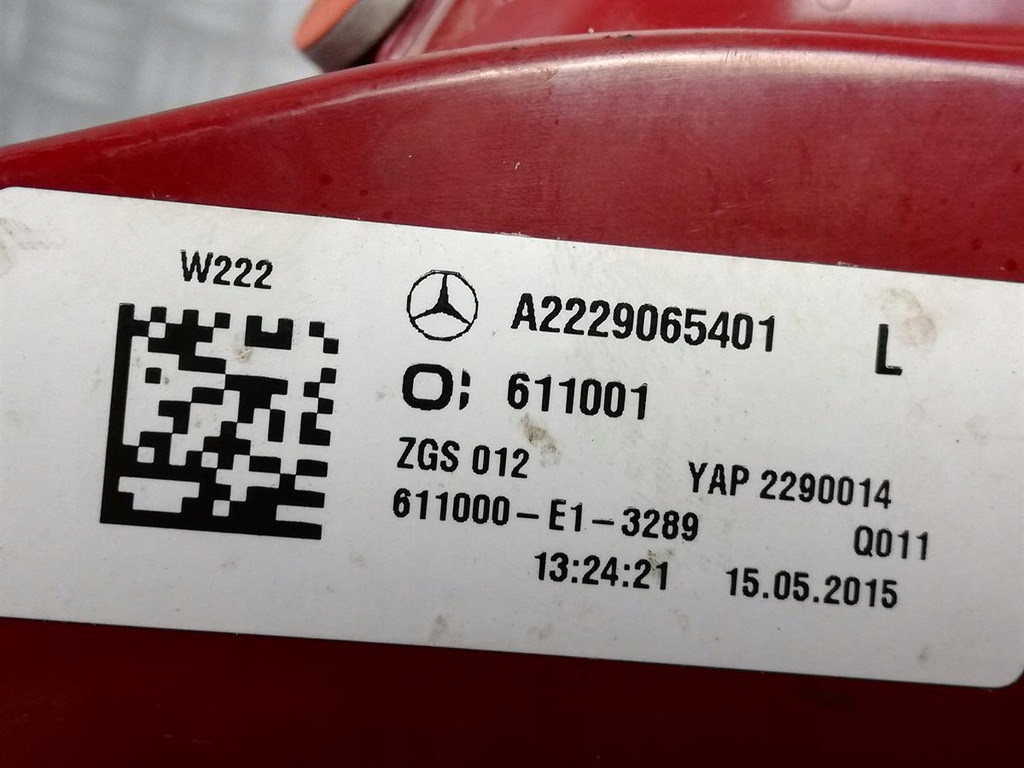 W222
A2229065401 L
611001
ZGS 012 YAP 2290014
611000-E1-3289 Q011
13:24:21 15.05.2015